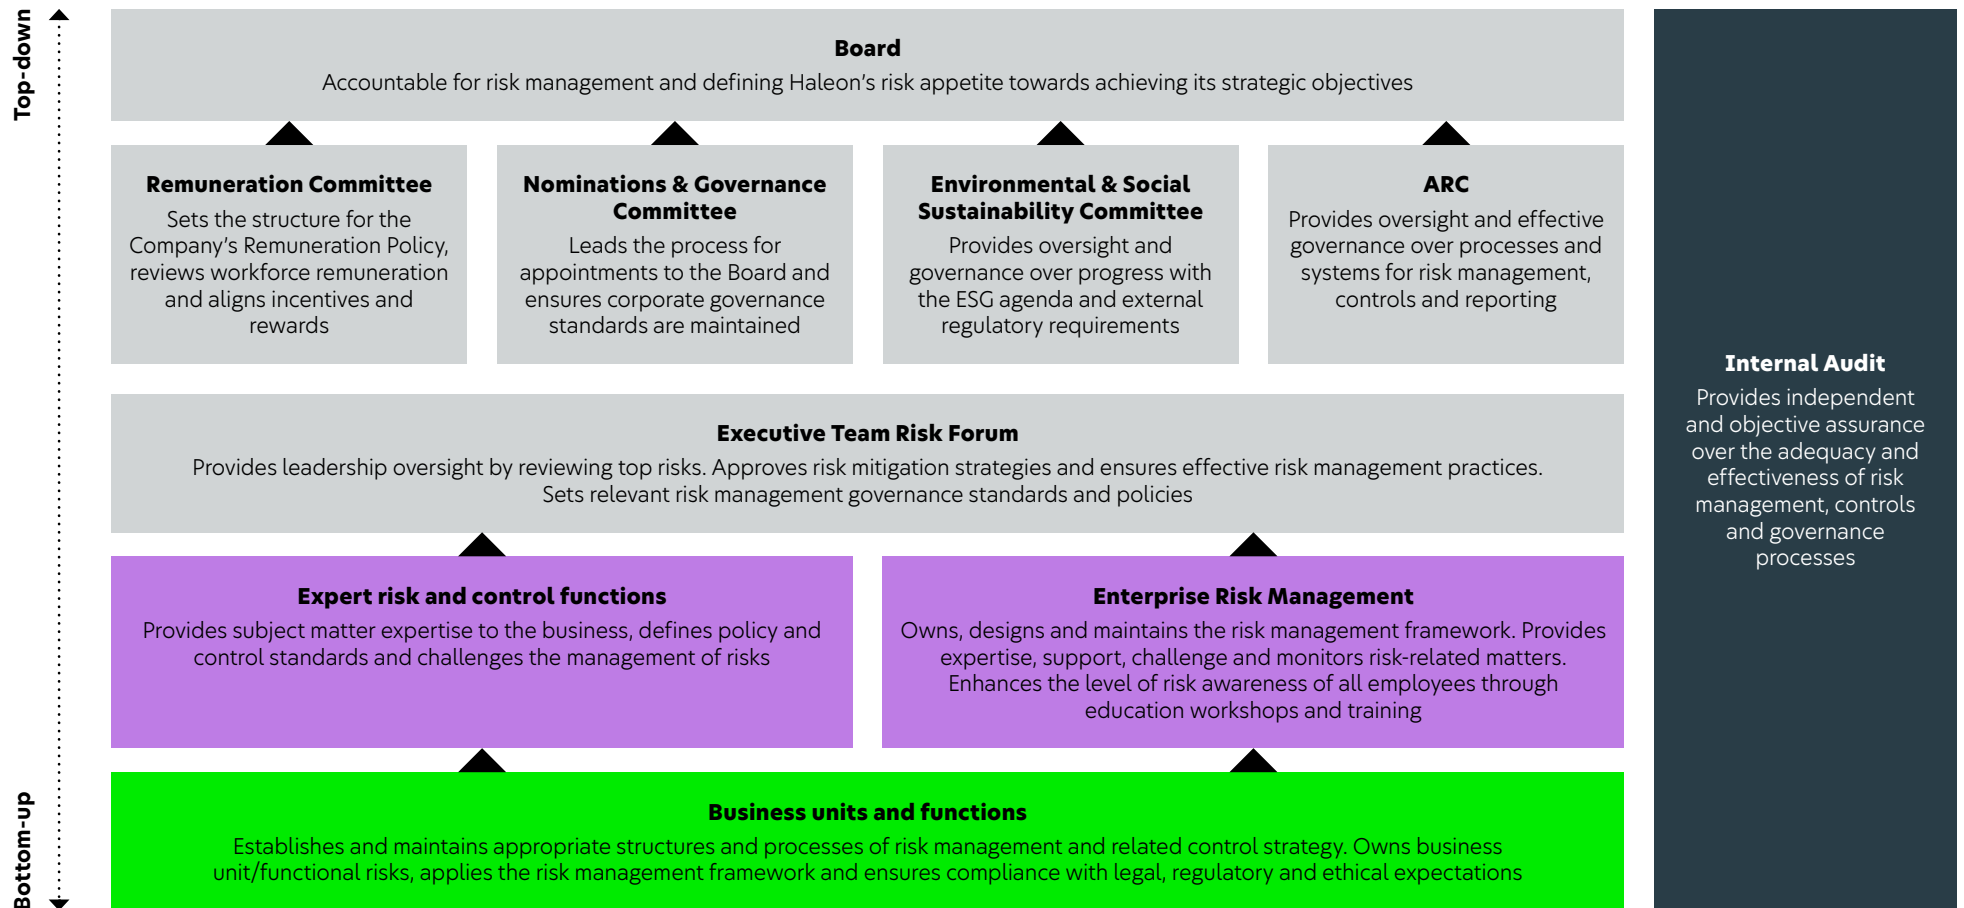 Top-down
Board
Accountable for risk management and defining Haleon’s risk appetite towards achieving its strategic objectives
Remuneration Committee
Sets the structure for the
Company’s Remuneration Policy,
reviews workforce remuneration
and aligns incentives and
rewards
Nominations & Governance
Committee
Leads the process for
appointments to the Board and
ensures corporate governance
standards are maintained
Environmental & Social
Sustainability Committee
Provides oversight and
governance over progress with
the ESG agenda and external
regulatory requirements
ARC
Provides oversight and effective
governance over processes and
systems for risk management,
controls and reporting
Executive Team Risk Forum
Provides leadership oversight by reviewing top risks. Approves risk mitigation strategies and ensures effective risk management practices.
Sets relevant risk management governance standards and policies
Expert risk and control functions
Provides subject matter expertise to the business, defines policy and
control standards and challenges the management of risks
Enterprise Risk Management
Owns, designs and maintains the risk management framework. Provides
expertise, support, challenge and monitors risk-related matters.
Enhances the level of risk awareness of all employees through
education workshops and training
Business units and functions
Establishes and maintains appropriate structures and processes of risk management and related control strategy. Owns business
unit/functional risks, applies the risk management framework and ensures compliance with legal, regulatory and ethical expectations
Bottom-up
Internal Audit
Provides independent
and objective assurance
over the adequacy and
effectiveness of risk
management, controls
and governance
processes